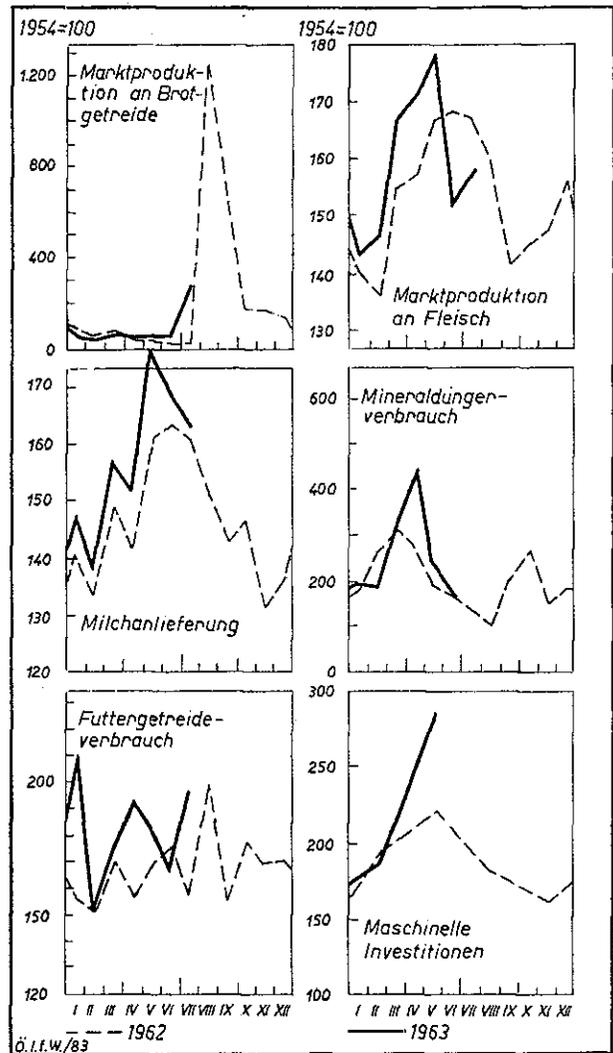 1954=100
1954=100
Marktproduk-
tion an Brot-
getreide
1200
800
400
0
180
170
160
150
140
130
127
Marktproduktion
an Fleisch
170
160
150
140
130
120
Milchanlieferung
Mineraldünger-
verbrauch
600
400
200
0
Futtergetreide-
verbrauch
200
150
120
300
250
200
150
100
Maschinelle
Investitionen
I II III IV V VI VII VIII IX X XI XII
I II III IV V VI VII VIII IX X XI XII
1962
1963
Ö.I.f.W./83